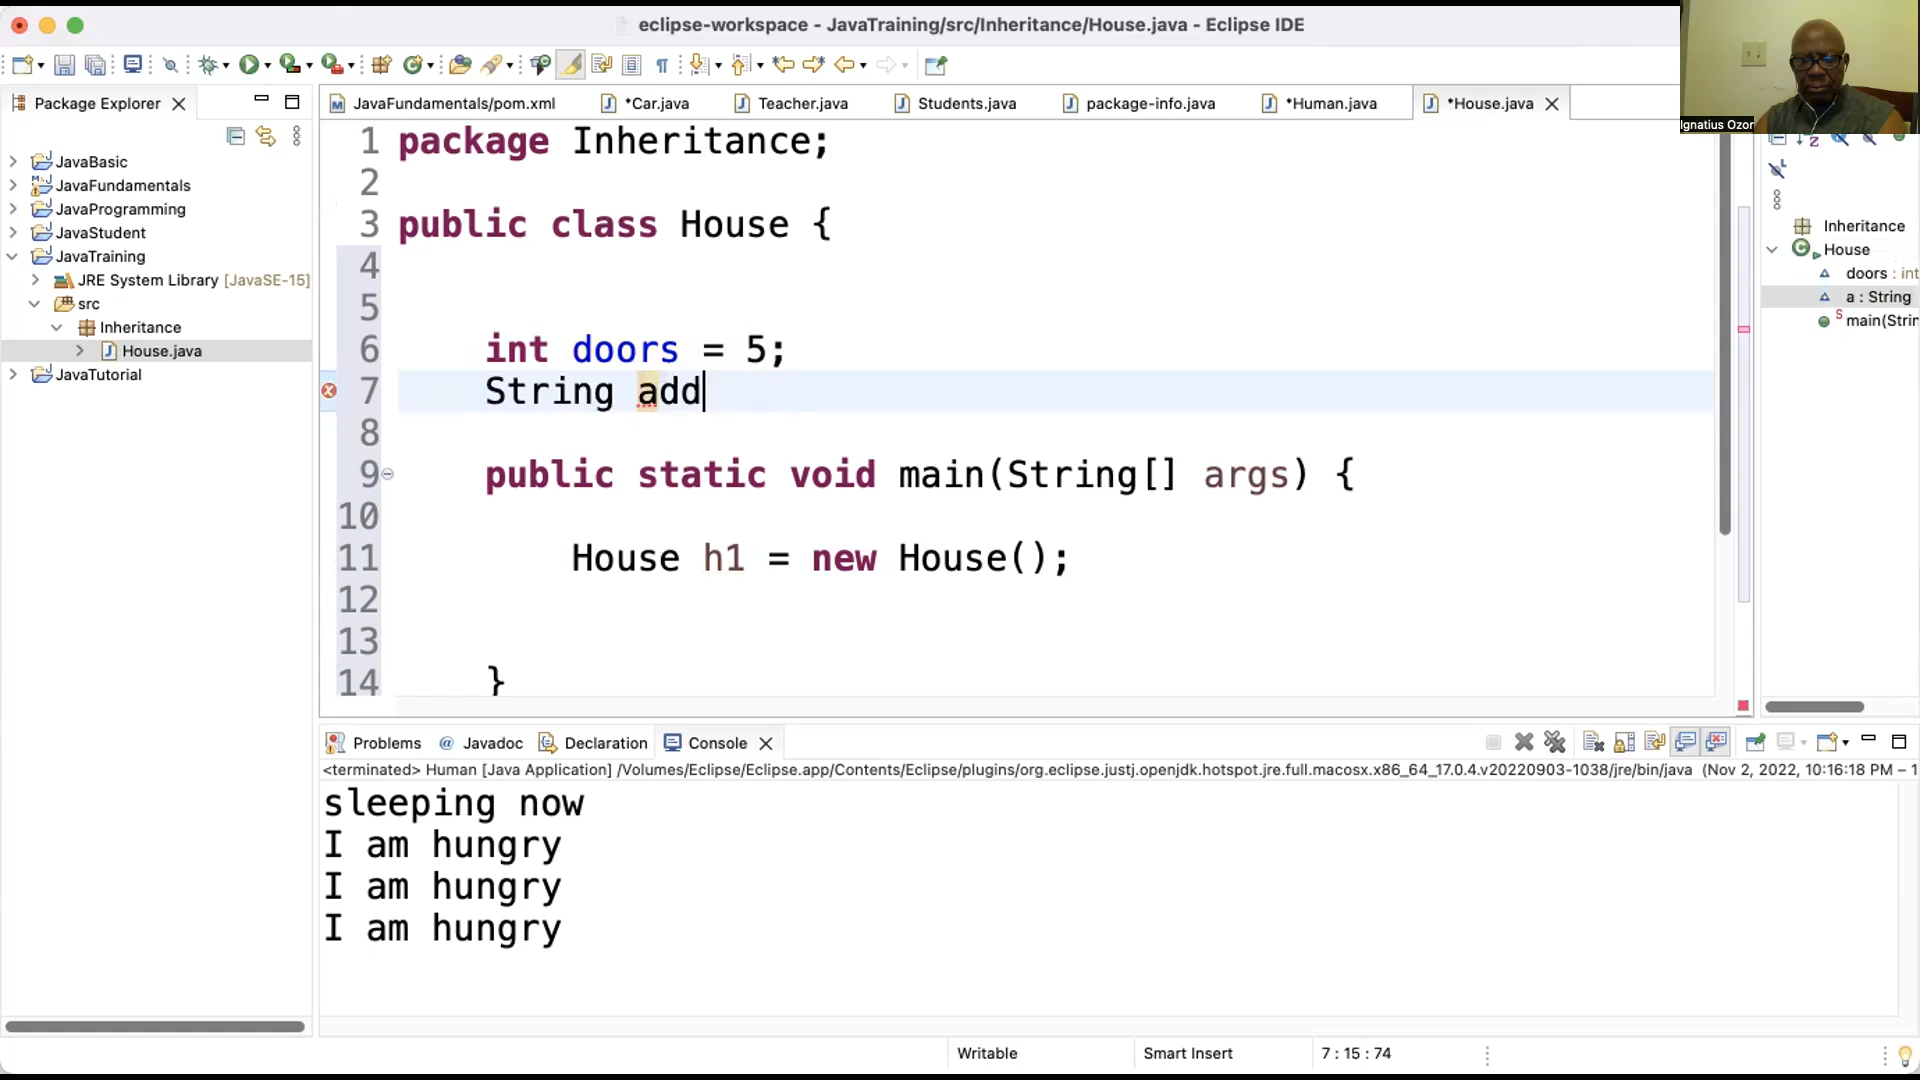 eclipse-workspace - JavaTraining/src/Inheritance/House.java - Eclipse IDE
Ignatius Ozor
Package Explorer
JavaFundamentals/pom.xml
*Car.java
Teacher.java
Students.java
package-info.java
*Human.java
*House.java
JavaBasic
JavaFundamentals
JavaProgramming
JavaStudent
JavaTraining
JRE System Library [JavaSE-15]
src
Inheritance
House.java
JavaTutorial
1 package Inheritance;
2
3 public class House {
4
5
6 int doors = 5;
7 String add
8
9 public static void main(String[] args) {
10
11 House h1 = new House();
12
13
14 }
Inheritance
House
doors : int
a : String
main(Strin
Problems
@ Javadoc
Declaration
Console
<terminated> Human [Java Application] /Volumes/Eclipse/Eclipse.app/Contents/Eclipse/plugins/org.eclipse.justj.openjdk.hotspot.jre.full.macosx.x86_64_17.0.4.v20220903-1038/jre/bin/java (Nov 2, 2022, 10:16:18 PM – 1
sleeping now
I am hungry
I am hungry
I am hungry
Writable
Smart Insert
7 : 15 : 74